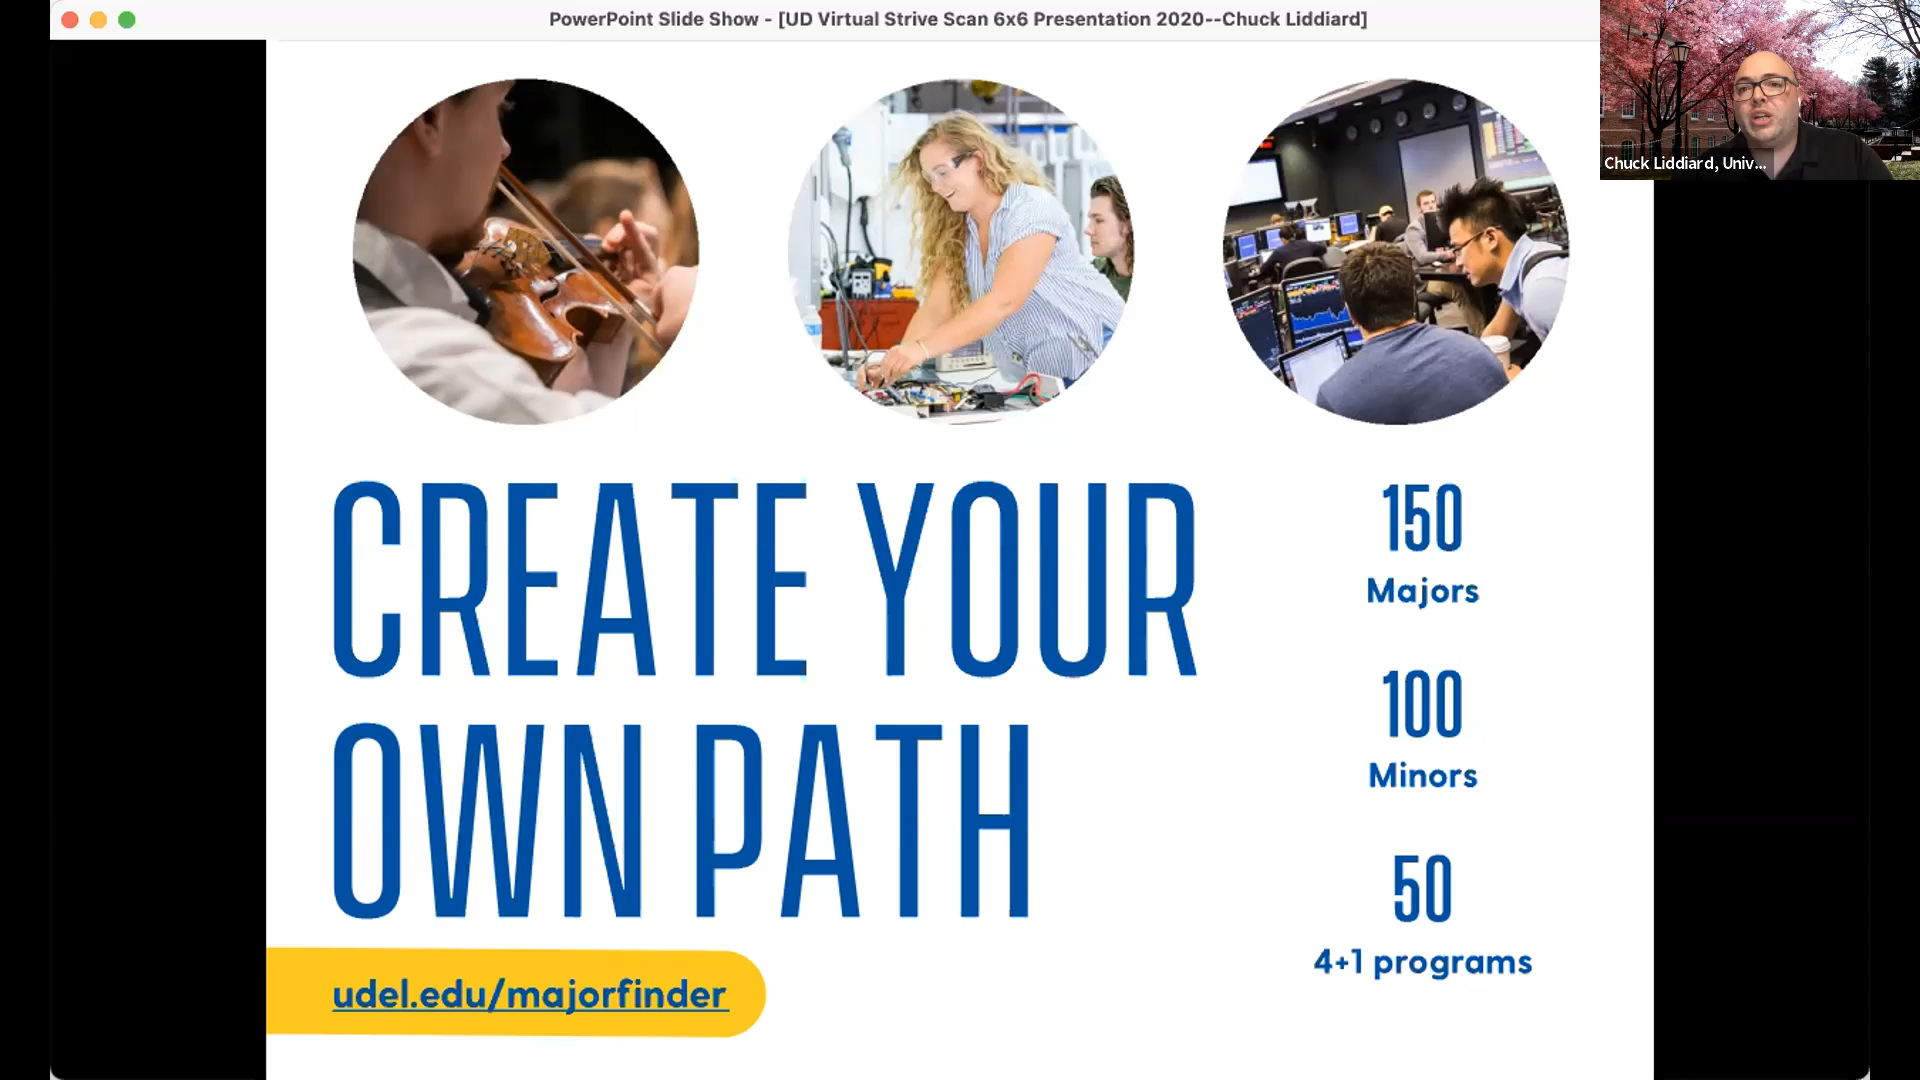 PowerPoint Slide Show - [UD Virtual Strive Scan 6x6 Presentation 2020--Chuck Liddiard]
Chuck Liddiard, Univ...
CREATE YOUR
OWN PATH
udel.edu/majorfinder
150
Majors
100
Minors
50
4+1 programs